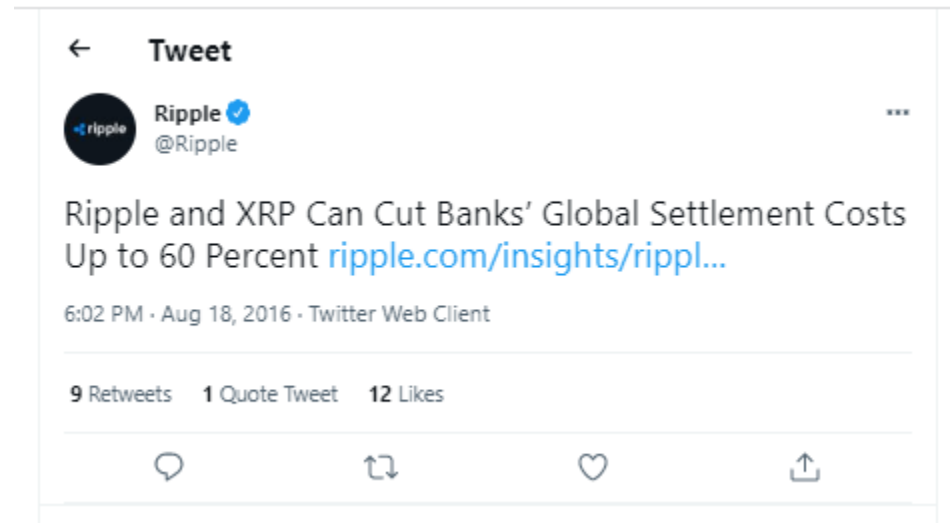 Tweet
ripple
Ripple
@Ripple
Ripple and XRP Can Cut Banks’ Global Settlement Costs
Up to 60 Percent ripple.com/insights/rippl...
6:02 PM · Aug 18, 2016 · Twitter Web Client
9 Retweets 1 Quote Tweet 12 Likes